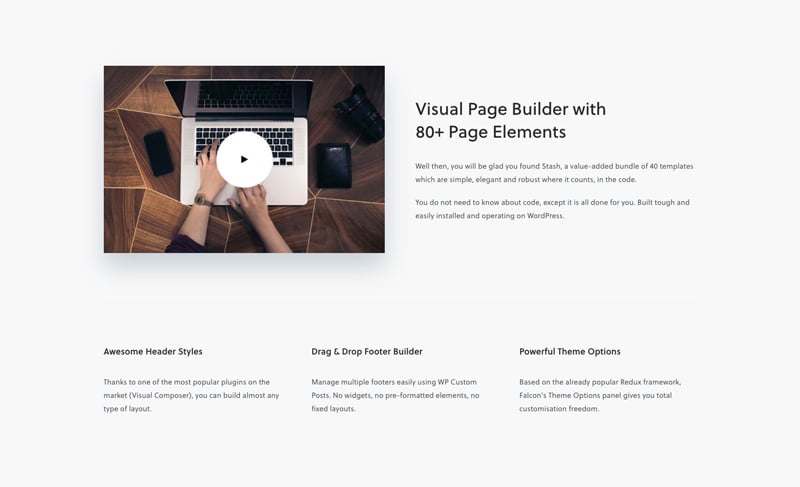 Visual Page Builder with
80+ Page Elements
Well then, you will be glad you found Stash, a value-added bundle of 40 templates
which are simple, elegant and robust where it counts, in the code.
You do not need to know about code, except it is all done for you. Built tough and
easily installed and operating on WordPress.
Awesome Header Styles
Thanks to one of the most popular plugins on the
market (Visual Composer), you can build almost any
type of layout.
Drag & Drop Footer Builder
Manage multiple footers easily using WP Custom
Posts. No widgets, no pre-formatted elements, no
fixed layouts.
Powerful Theme Options
Based on the already popular Redux framework,
Falcon's Theme Options panel gives you total
customisation freedom.